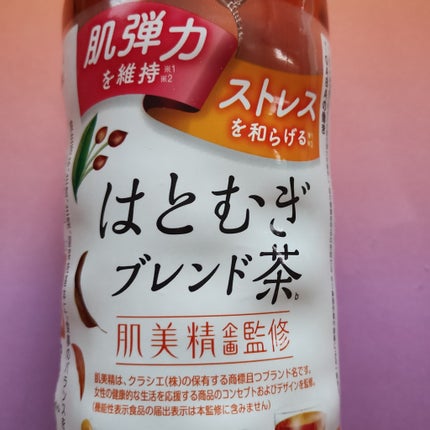 肌弾力
を維持※1
※2
ストレス
を和らげる
はとむぎ
ブレンド茶。
肌美精企画監修
肌美精は、クラシエ(株)の保有する商標且つブランド名です。
女性の健康的な生活を応援する商品のコンセプトおよびデザインを監修。
(機能性表示食品の届出表示は本監修に含みません)